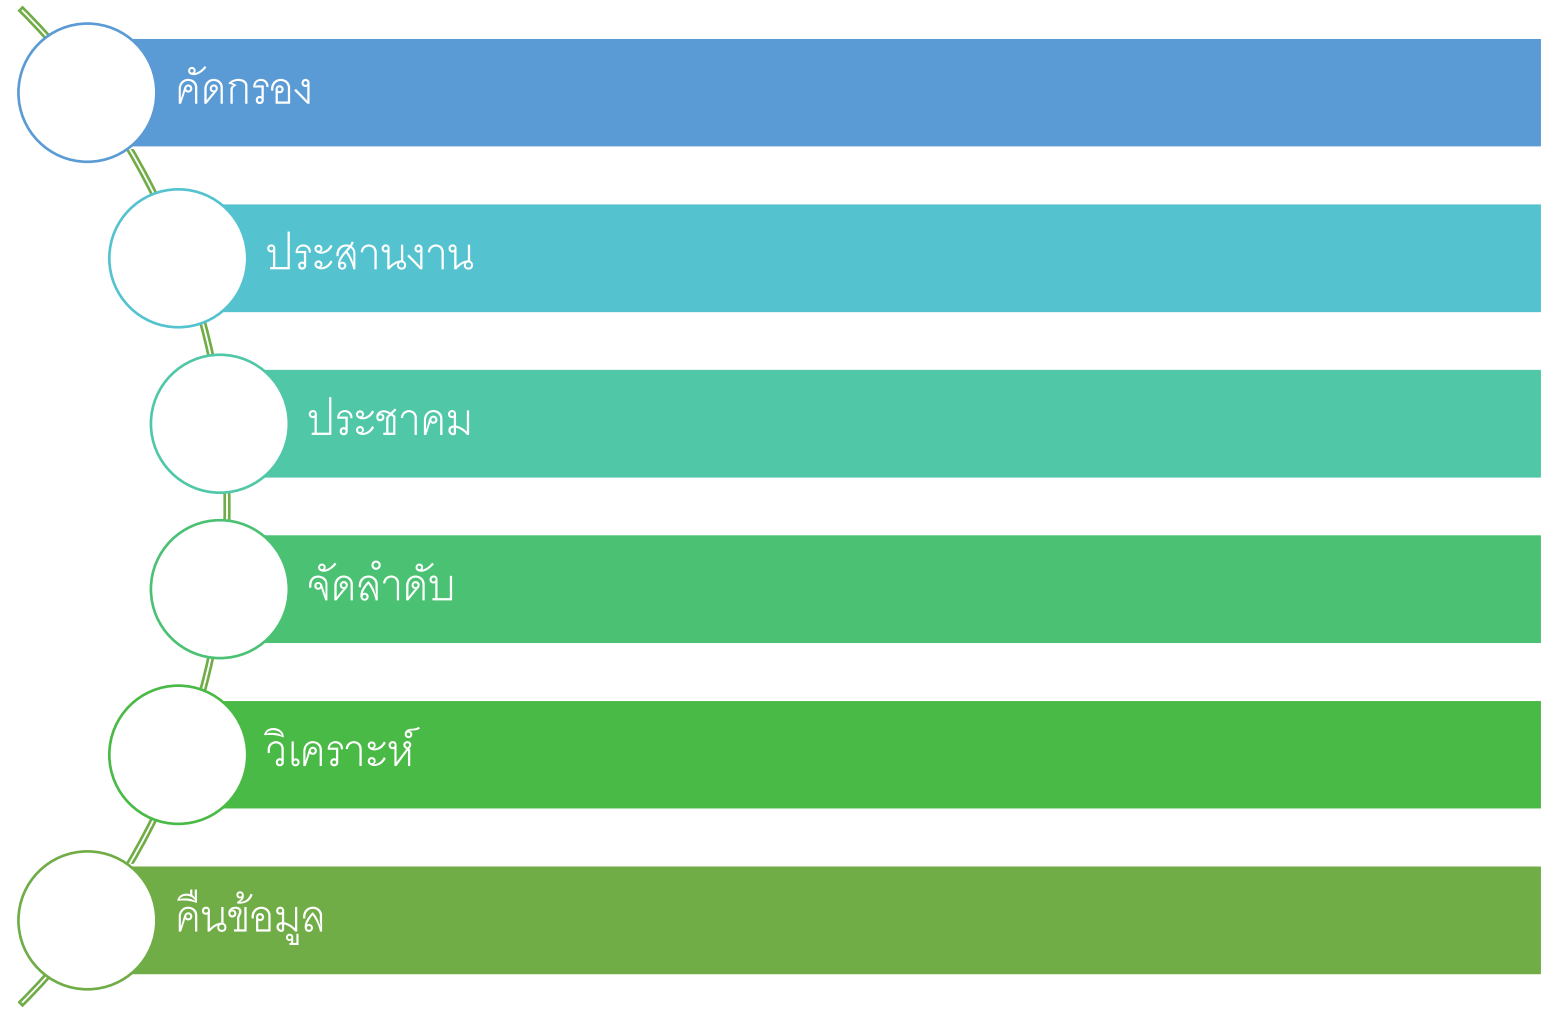 คัดกรอง
ประสานงาน
ประชาคม
จัดลำดับ
วิเคราะห์
คืนข้อมูล